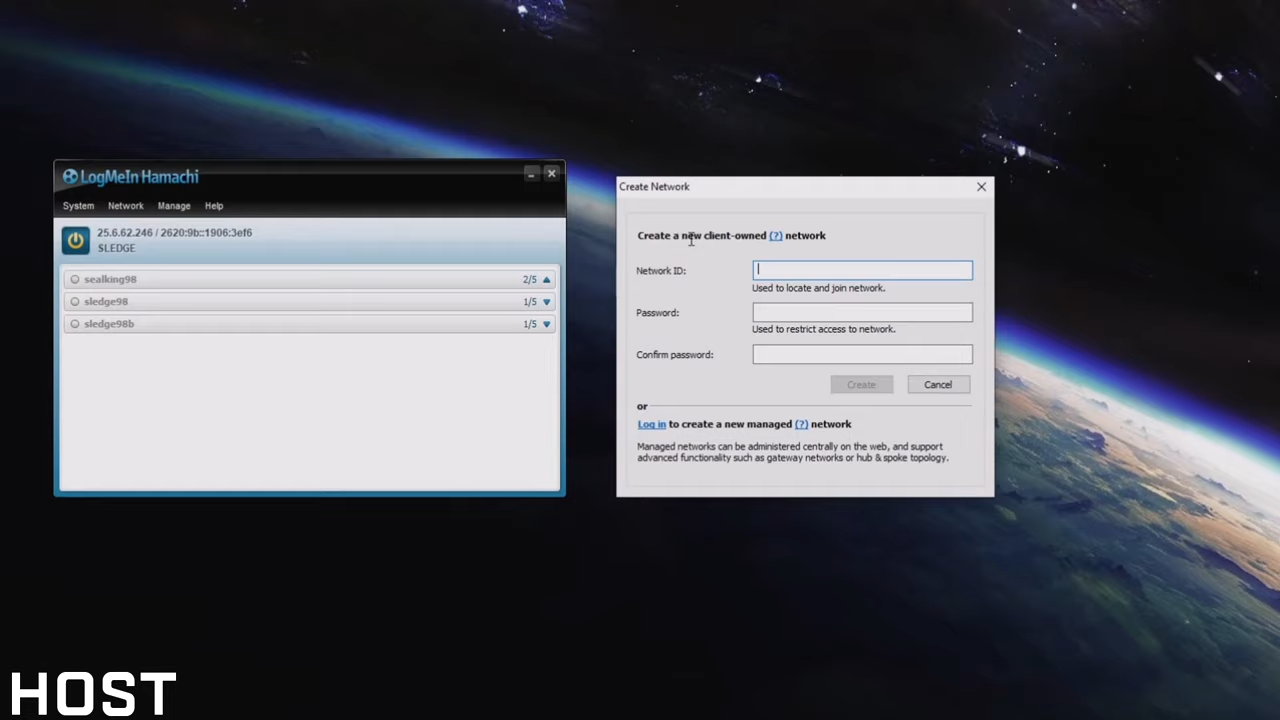 LogMeIn Hamachi
System Network Manage Help
25.6.62.246 / 2620:9b::1906:3ef6
SLEDGE
sealking98 2/5
sledge98 1/5
sledge98b 1/5
Create Network
Create a new client-owned (?) network
Network ID:
Used to locate and join network.
Password:
Used to restrict access to network.
Confirm password:
Create Cancel
or
Log in to create a new managed (?) network
Managed networks can be administered centrally on the web, and support
advanced functionality such as gateway networks or hub & spoke topology.
HOST